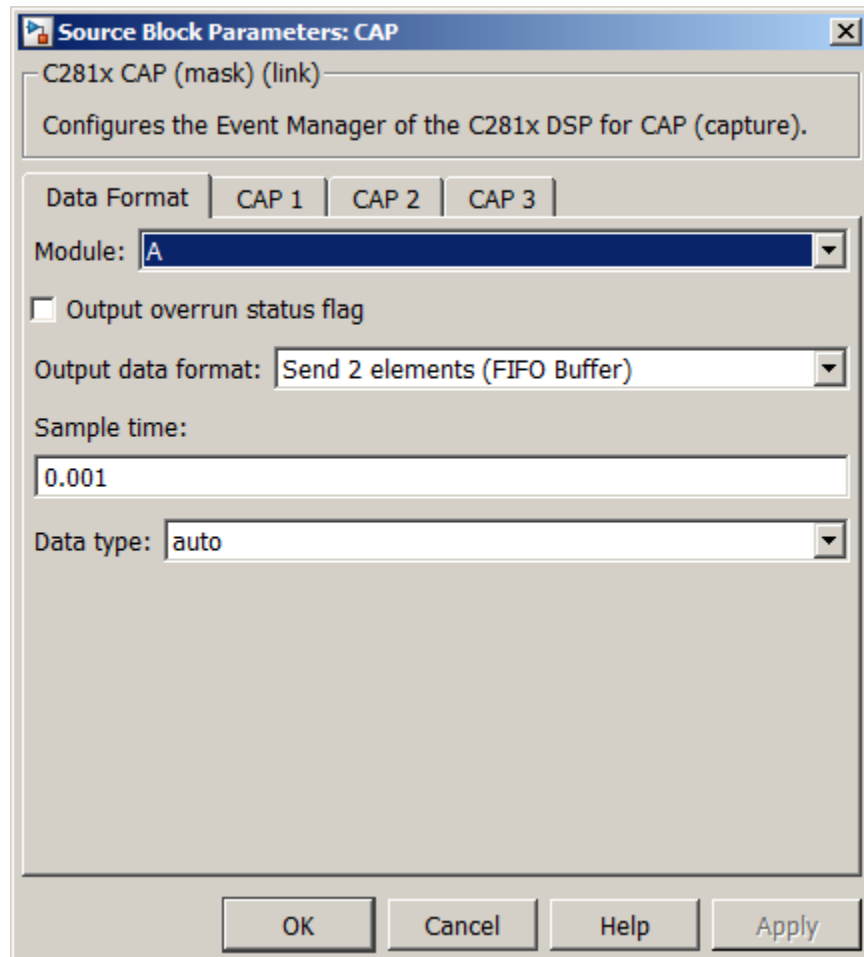 Source Block Parameters: CAP
C281x CAP (mask) (link)
Configures the Event Manager of the C281x DSP for CAP (capture).
Data Format CAP 1 CAP 2 CAP 3
Module: A
Output overrun status flag
Output data format: Send 2 elements (FIFO Buffer)
Sample time:
0.001
Data type: auto
OK Cancel Help Apply